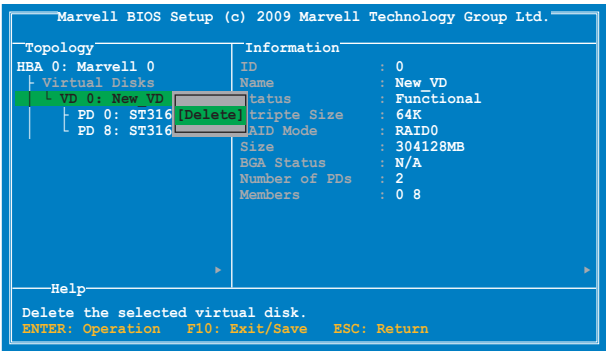 Marvell BIOS Setup (c) 2009 Marvell Technology Group Ltd.
Topology
HBA 0: Marvell 0
Virtual Disks
VD 0: New_VD
PD 0: ST316
PD 8: ST316
[Delete]
Information
ID : 0
Name : New_VD
tatus : Functional
tripte Size : 64K
AID Mode : RAID0
Size : 304128MB
BGA Status : N/A
Number of PDs : 2
Members : 0 8
Help
Delete the selected virtual disk.
ENTER: Operation F10: Exit/Save ESC: Return